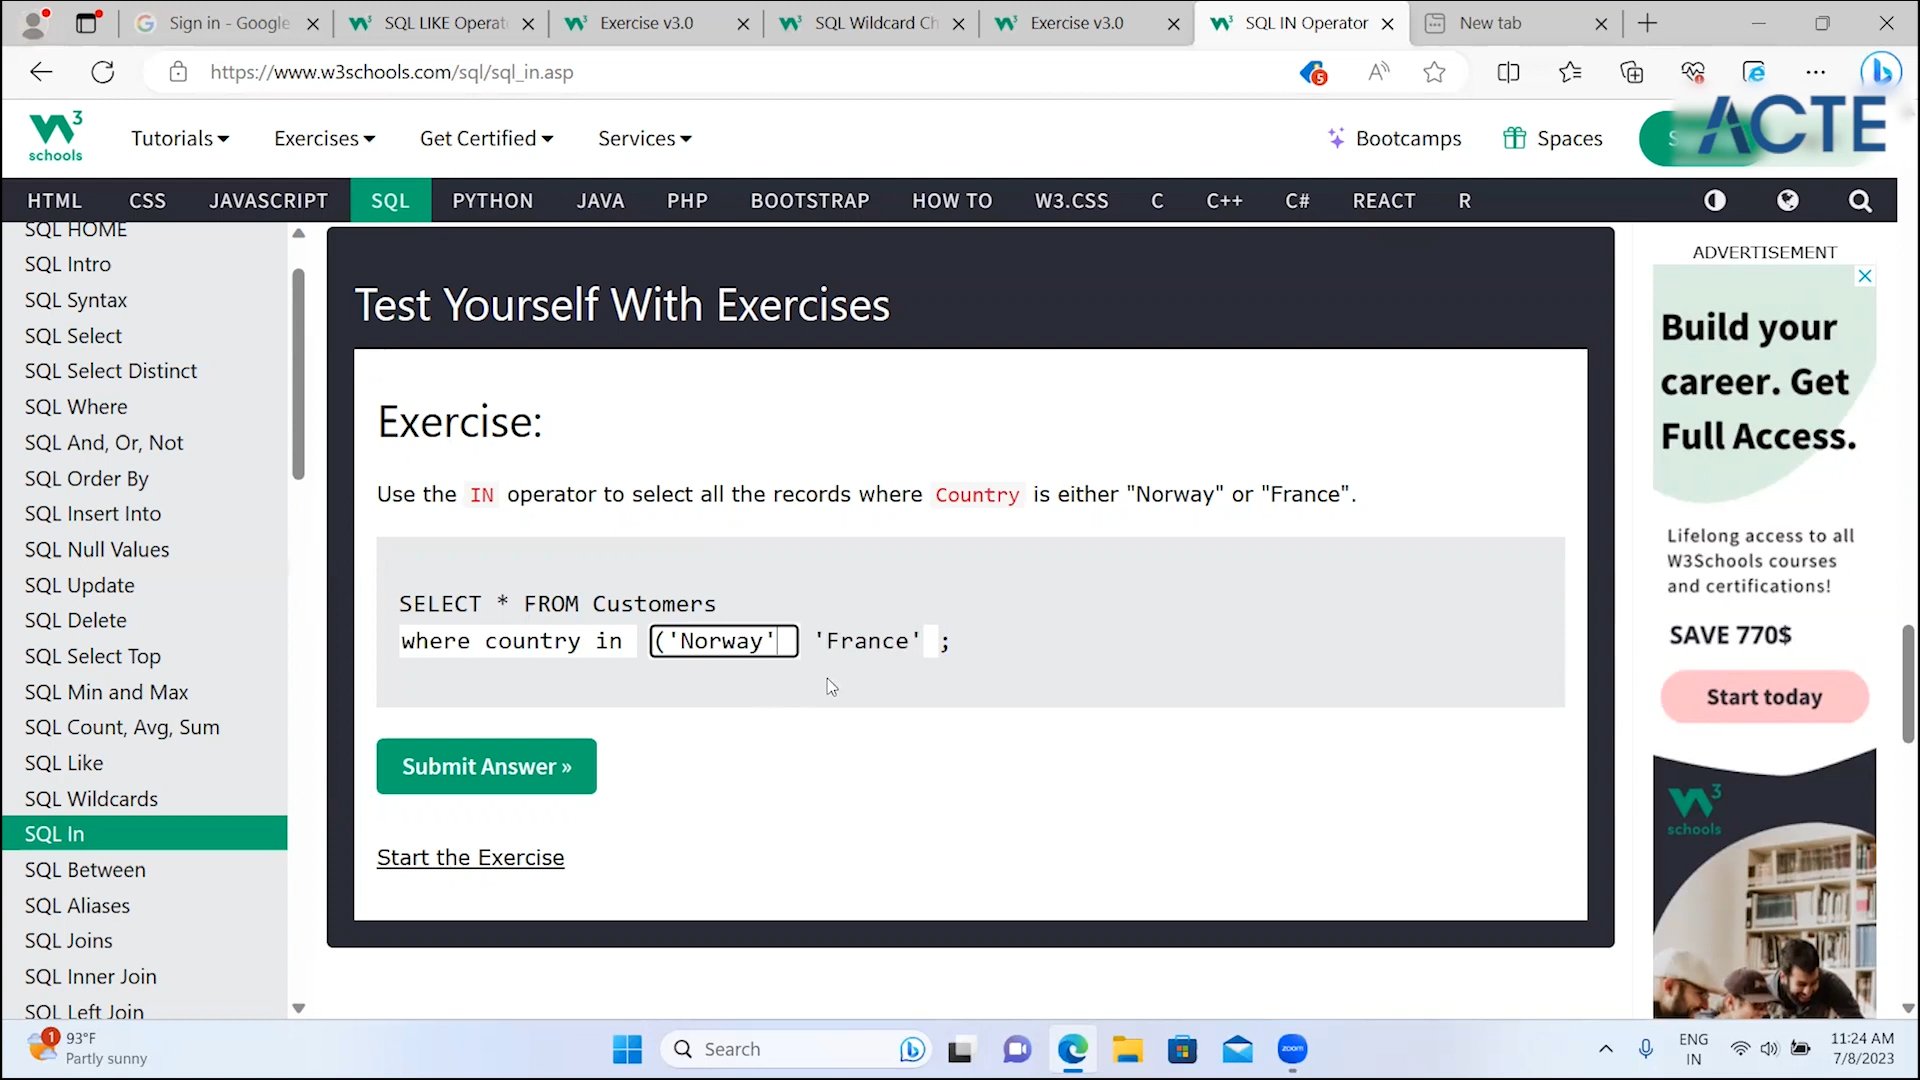 Sign in - Google
SQL LIKE Operat
Exercise v3.0
SQL Wildcard Ch
Exercise v3.0
SQL IN Operator
New tab
https://www.w3schools.com/sql/sql_in.asp
5
3
schools
Tutorials
Exercises
Get Certified
Services
Bootcamps
Spaces
ACTE
HTML
CSS
JAVASCRIPT
SQL
PYTHON
JAVA
PHP
BOOTSTRAP
HOW TO
W3.CSS
C
C++
C#
REACT
R
SQL HOME
SQL Intro
SQL Syntax
SQL Select
SQL Select Distinct
SQL Where
SQL And, Or, Not
SQL Order By
SQL Insert Into
SQL Null Values
SQL Update
SQL Delete
SQL Select Top
SQL Min and Max
SQL Count, Avg, Sum
SQL Like
SQL Wildcards
SQL In
SQL Between
SQL Aliases
SQL Joins
SQL Inner Join
SQL Left Join
Test Yourself With Exercises
Exercise:
Use the IN operator to select all the records where Country is either "Norway" or "France".
SELECT * FROM Customers
where country in ('Norway' 'France' ;
Submit Answer »
Start the Exercise
ADVERTISEMENT
Build your
career. Get
Full Access.
Lifelong access to all
W3Schools courses
and certifications!
SAVE 770$
Start today
3
schools
1
93°F
Partly sunny
Search
zoom
ENG
IN
11:24 AM
7/8/2023